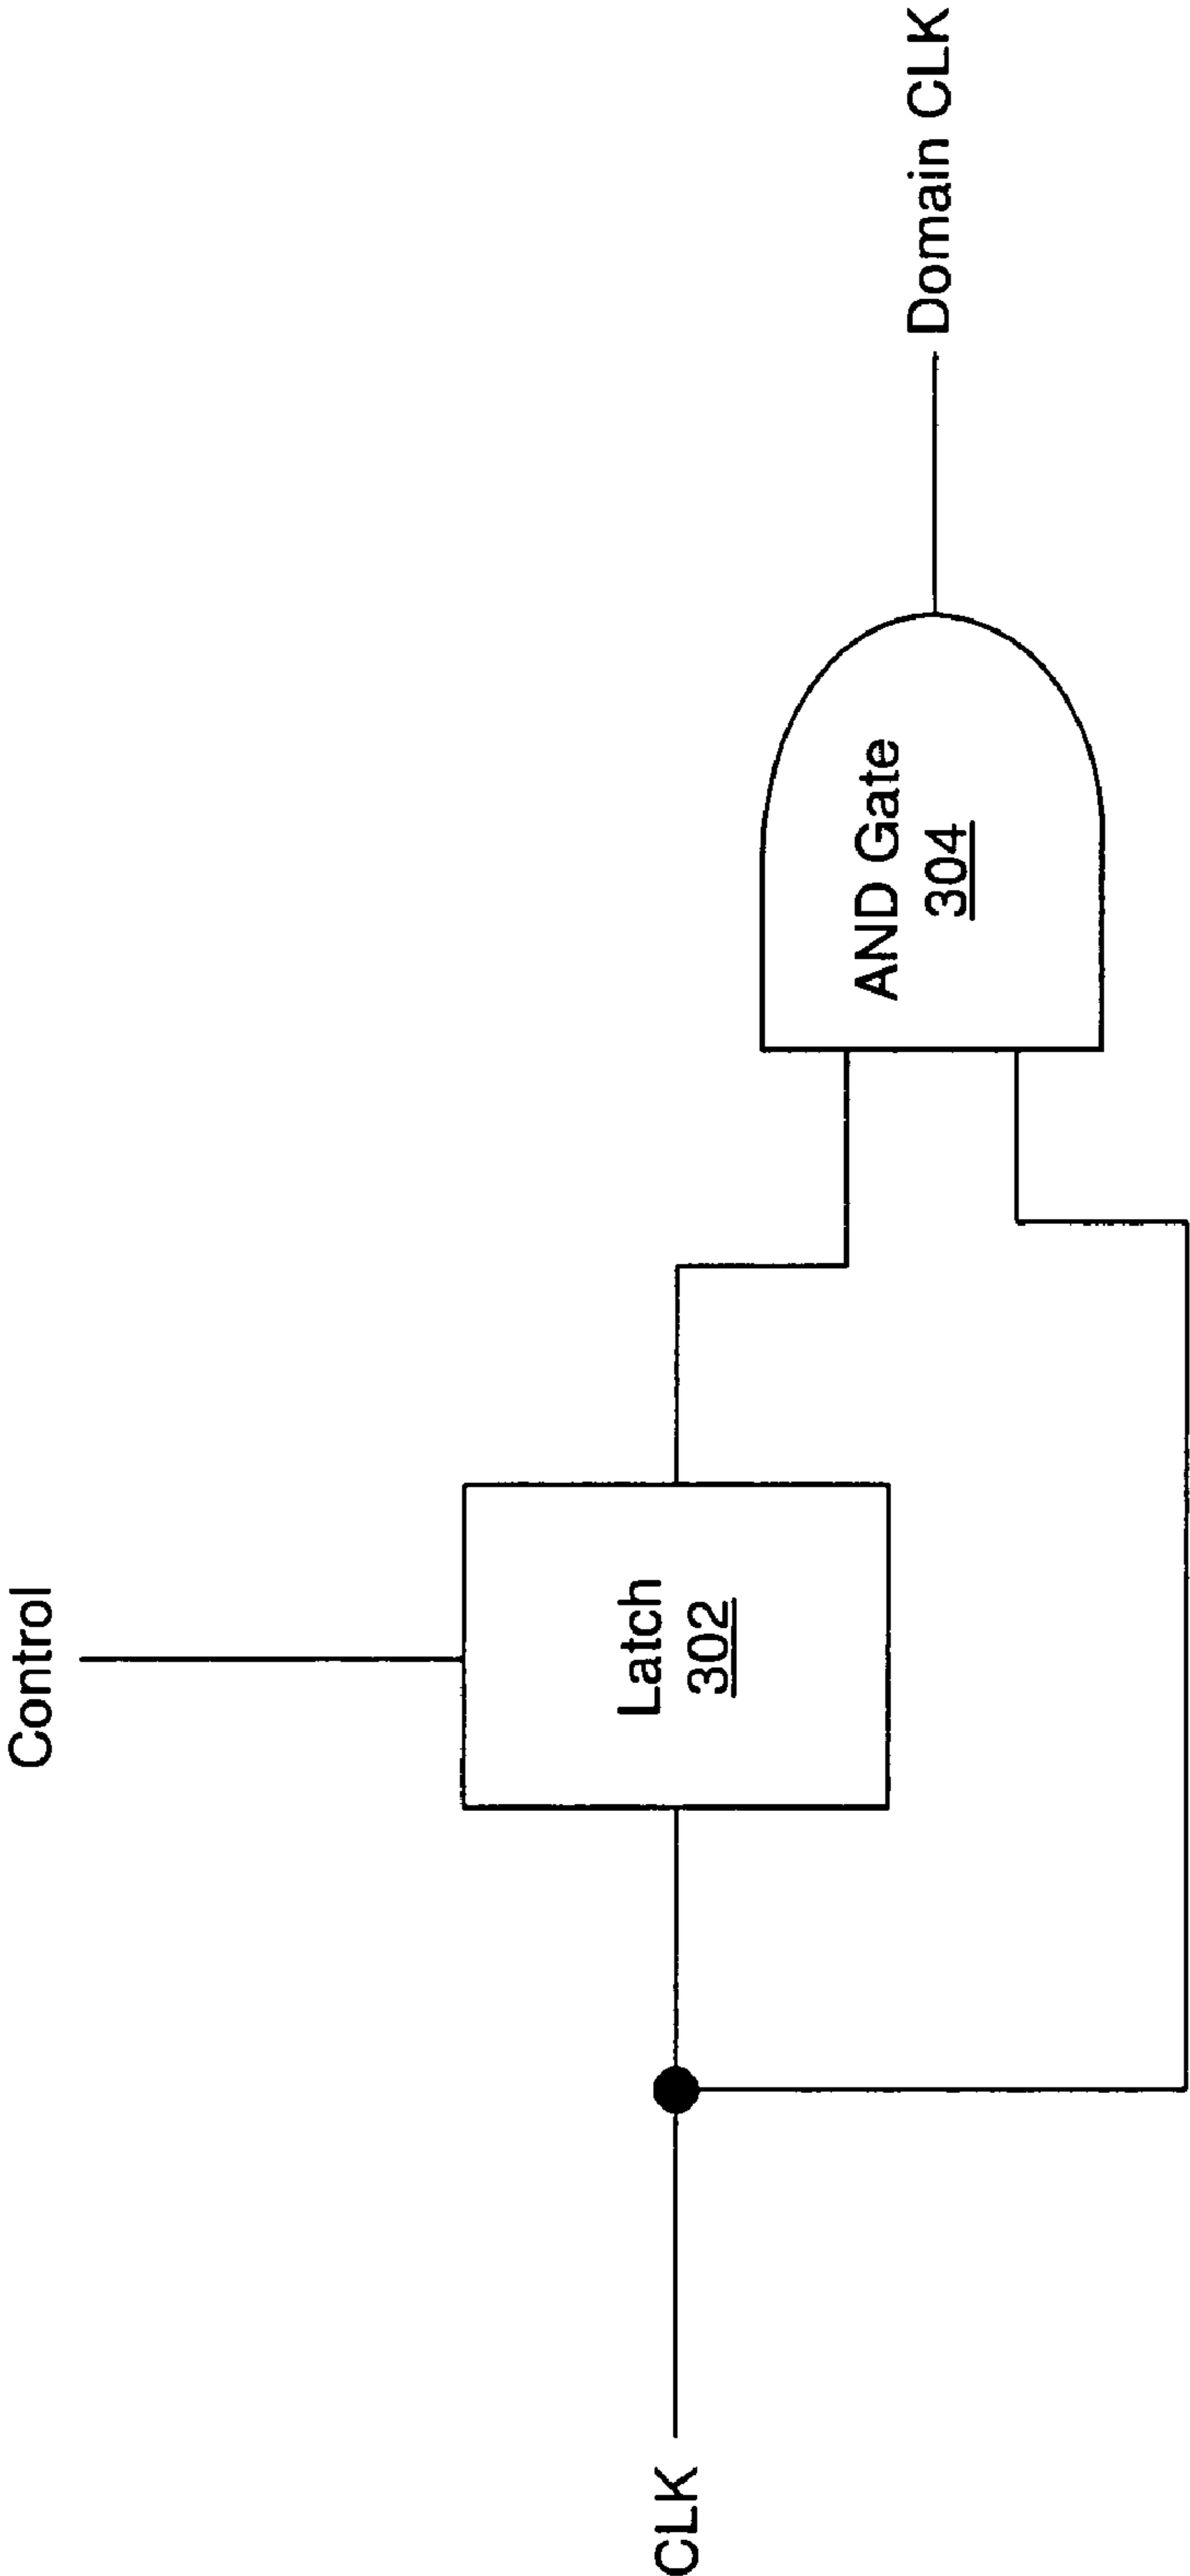 Control
CLK
Latch
302
AND Gate
304
Domain CLK